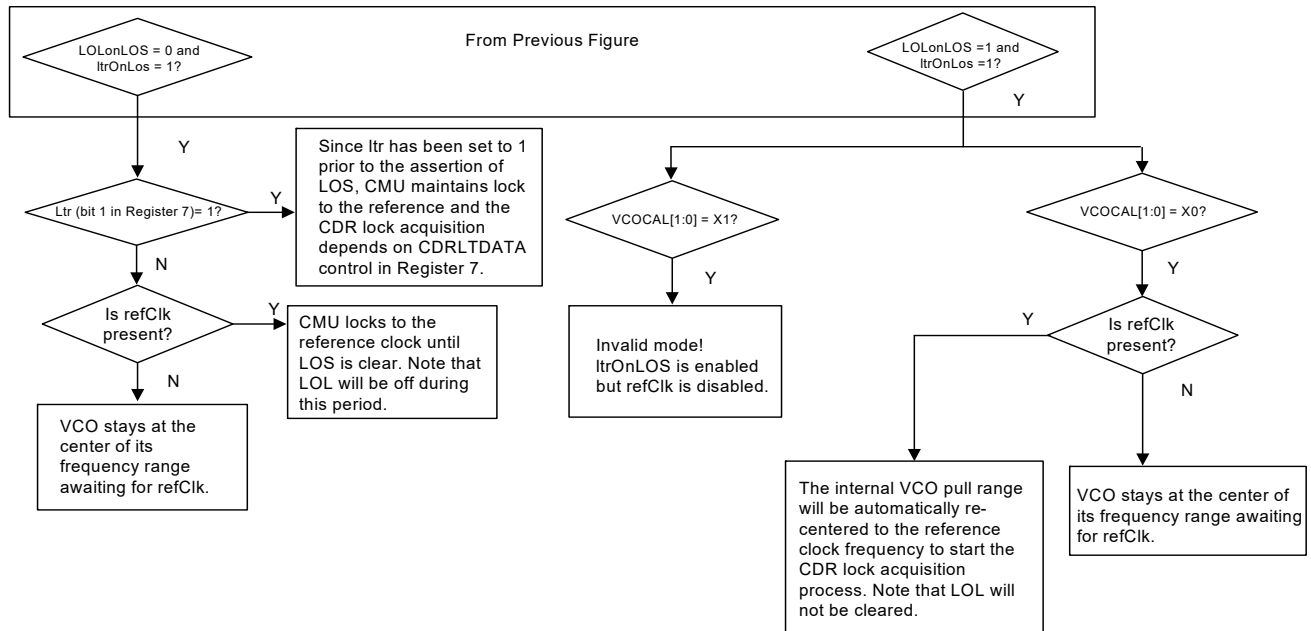 From Previous Figure
LOLonLOS = 0 and
ltrOnLos = 1?
LOLonLOS =1 and
ltrOnLos =1?
Y
Y
Ltr (bit 1 in Register 7)= 1?
Y
Since ltr has been set to 1
prior to the assertion of
LOS, CMU maintains lock
to the reference and the
CDR lock acquisition
depends on CDRLTDATA
control in Register 7.
N
Is refClk
present?
Y
CMU locks to the
reference clock until
LOS is clear. Note that
LOL will be off during
this period.
N
VCO stays at the
center of its
frequency range
awaiting for refClk.
VCOCAL[1:0] = X1?
Y
Invalid mode!
ltrOnLOS is enabled
but refClk is disabled.
VCOCAL[1:0] = X0?
Y
Is refClk
present?
Y
N
The internal VCO pull range
will be automatically re-
centered to the reference
clock frequency to start the
CDR lock acquisition
process. Note that LOL will
not be cleared.
VCO stays at the center of
its frequency range awaiting
for refClk.